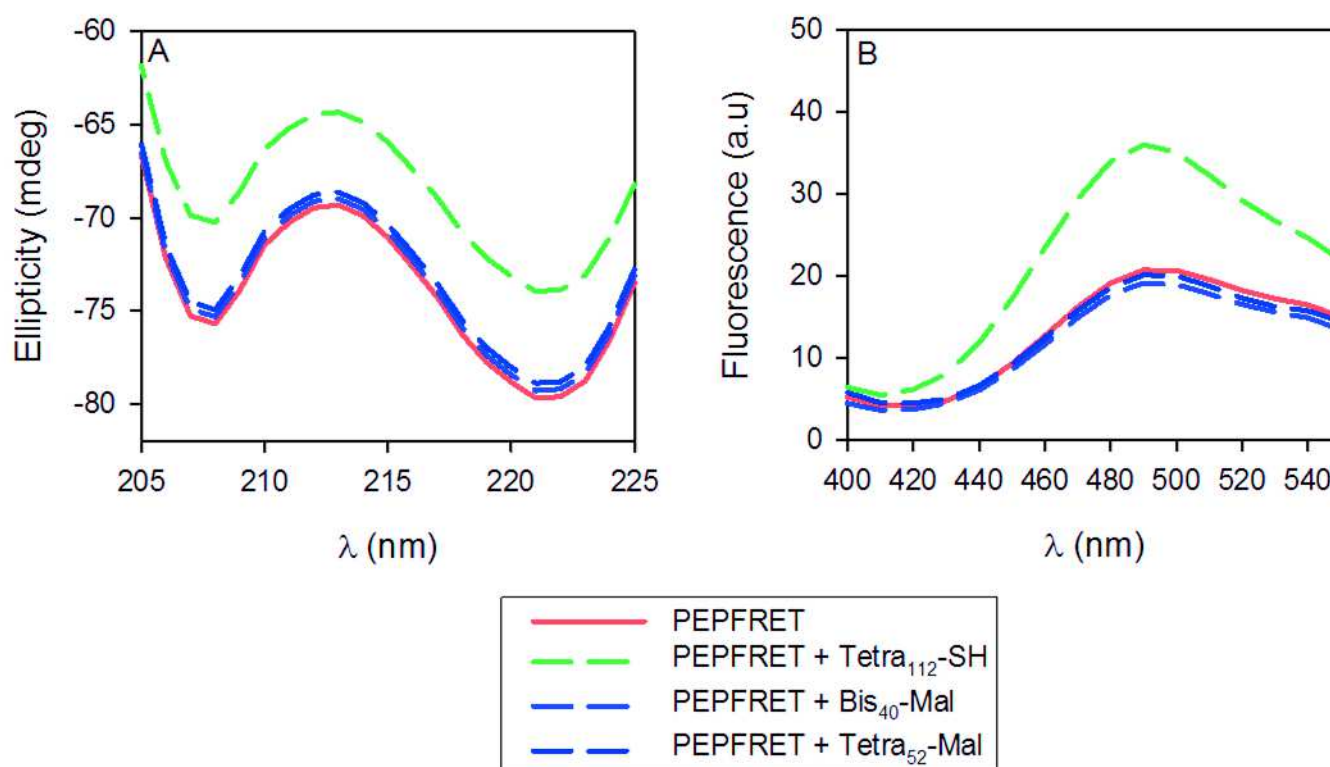 A
-60
-65
-70
-75
-80
Ellipticity (mdeg)
205 210 215 220 225
λ (nm)
B
50
40
30
20
10
0
Fluorescence (a.u)
400 420 440 460 480 500 520 540
λ (nm)
PEPFRET
PEPFRET + Tetra₁₁₂-SH
PEPFRET + Bis₄₀-Mal
PEPFRET + Tetra₅₂-Mal